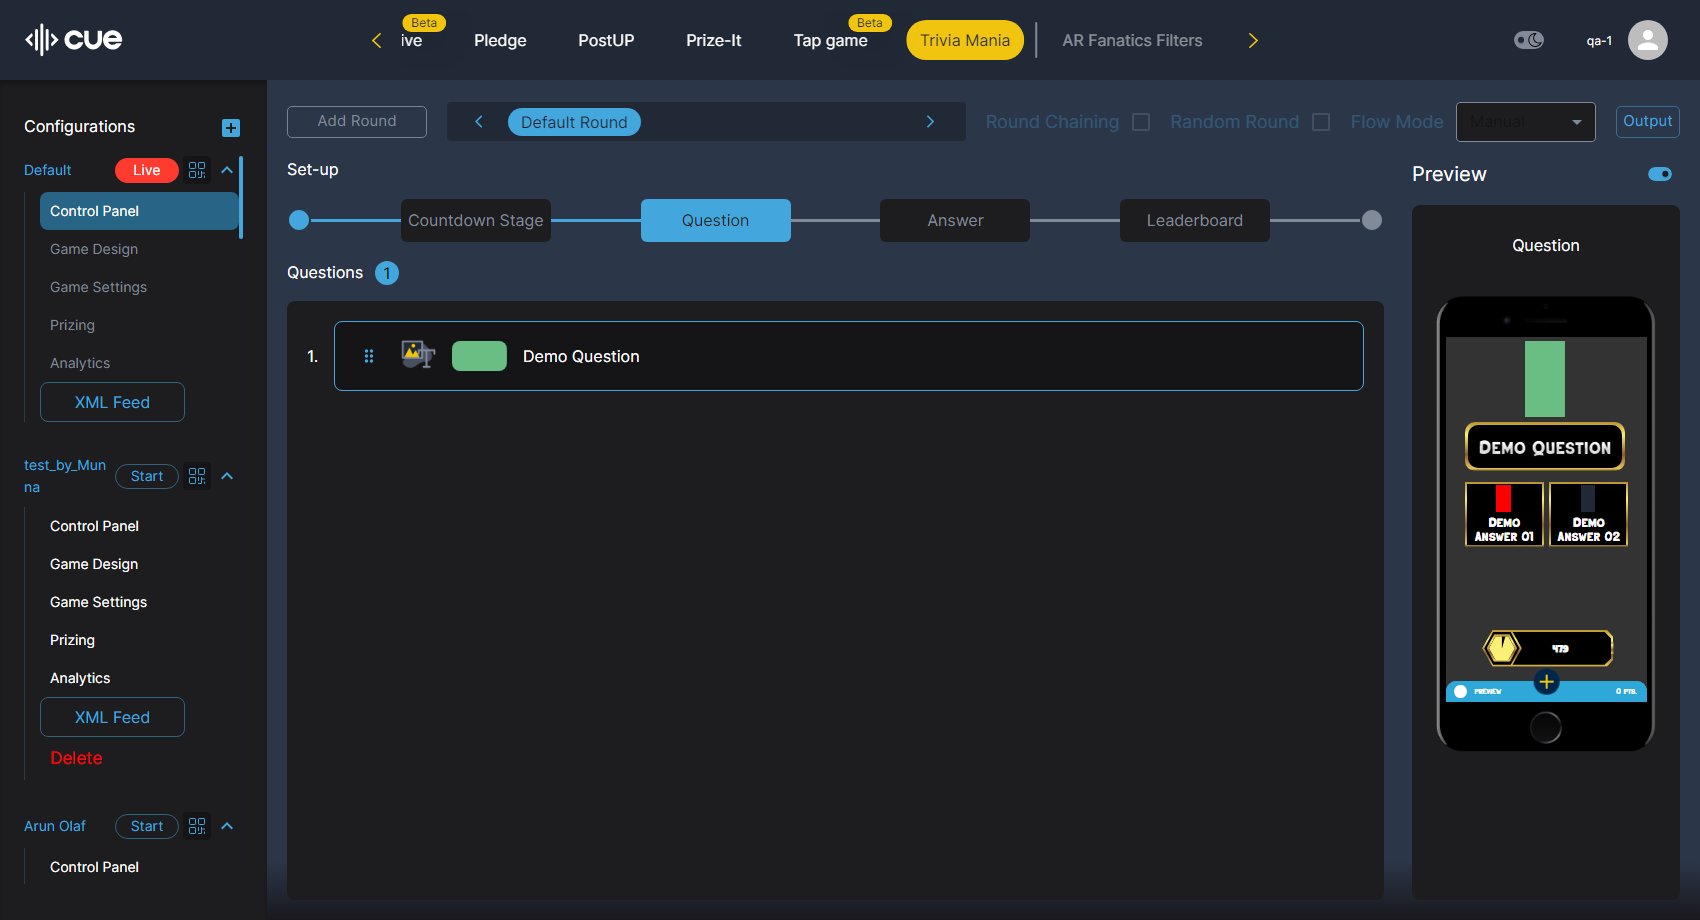 cue
Beta
ive
Pledge
PostUP
Prize-It
Tap game
Beta
Trivia Mania
AR Fanatics Filters
qa-1
Configurations
Default
Live
Control Panel
Game Design
Game Settings
Prizing
Analytics
XML Feed
test_by_Mun
na
Start
Control Panel
Game Design
Game Settings
Prizing
Analytics
XML Feed
Delete
Arun Olaf
Start
Control Panel
Add Round
Default Round
Round Chaining
Random Round
Flow Mode
Manual
Output
Set-up
Countdown Stage
Question
Answer
Leaderboard
Questions 1
1.
Demo Question
Preview
Question
Demo Question
Demo
Answer 01
Demo
Answer 02
479
PREVIEW
0 PTS.